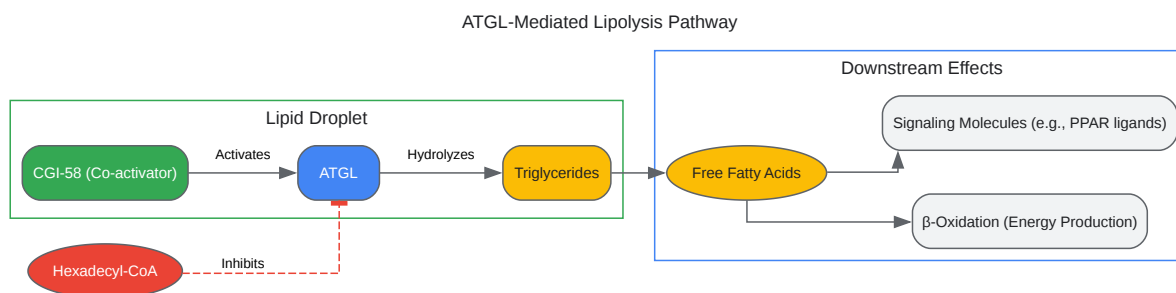 ATGL-Mediated Lipolysis Pathway
Downstream Effects
Lipid Droplet
Signaling Molecules (e.g., PPAR ligands)
CGI-58 (Co-activator)
Activates
ATGL
Hydrolyzes
Triglycerides
Free Fatty Acids
β-Oxidation (Energy Production)
Hexadecyl-CoA
Inhibits